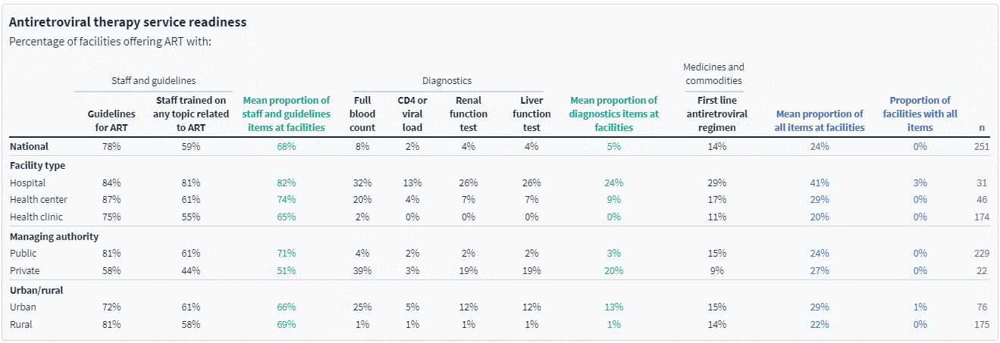 Antiretroviral therapy service readiness
Percentage of facilities offering ART with:
Medicines and
Staff and guidelines Diagnostics commodities
Staff trained on Mean proportion of Full CD4 or Renal Liver Mean proportion of First line Proportion of
Guidelines any topic related staff and guidelines blood viral function function diagnostics items at antiretroviral Mean proportion of facilities with all
for ART to ART items at facilities count load test test facilities regimen all items at facilities items n
National 78% 59% 68% 8% 2% 4% 4% 5% 14% 24% 0% 251
Facility type
Hospital 84% 81% 82% 32% 13% 26% 26% 24% 29% 41% 3% 31
Health center 87% 61% 74% 20% 4% 7% 7% 9% 17% 29% 0% 46
Health clinic 75% 55% 65% 2% 0% 0% 0% 0% 11% 20% 0% 174
Managing authority
Public 81% 61% 71% 4% 2% 2% 2% 3% 15% 24% 0% 229
Private 58% 44% 51% 39% 3% 19% 19% 20% 9% 27% 0% 22
Urban/rural
Urban 72% 61% 66% 25% 5% 12% 12% 13% 15% 29% 1% 76
Rural 81% 58% 69% 1% 1% 1% 1% 1% 14% 22% 0% 175